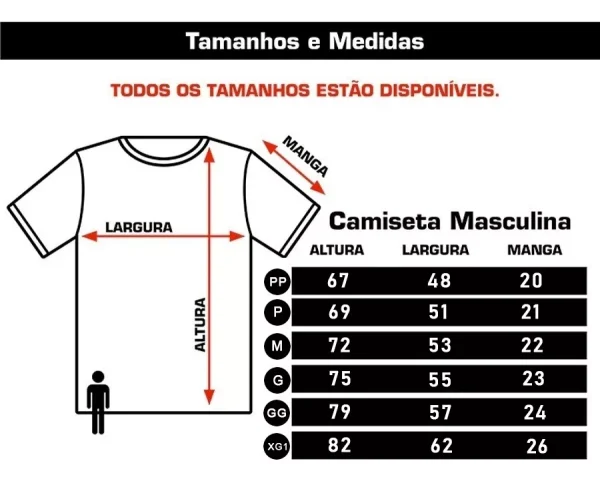 Tamanhos e Medidas
TODOS OS TAMANHOS ESTÃO DISPONÍVEIS.
MANGA
LARGURA
ALTURA
Camiseta Masculina
ALTURA LARGURA MANGA
PP 67 48 20
P 69 51 21
M 72 53 22
G 75 55 23
GG 79 57 24
XG1 82 62 26